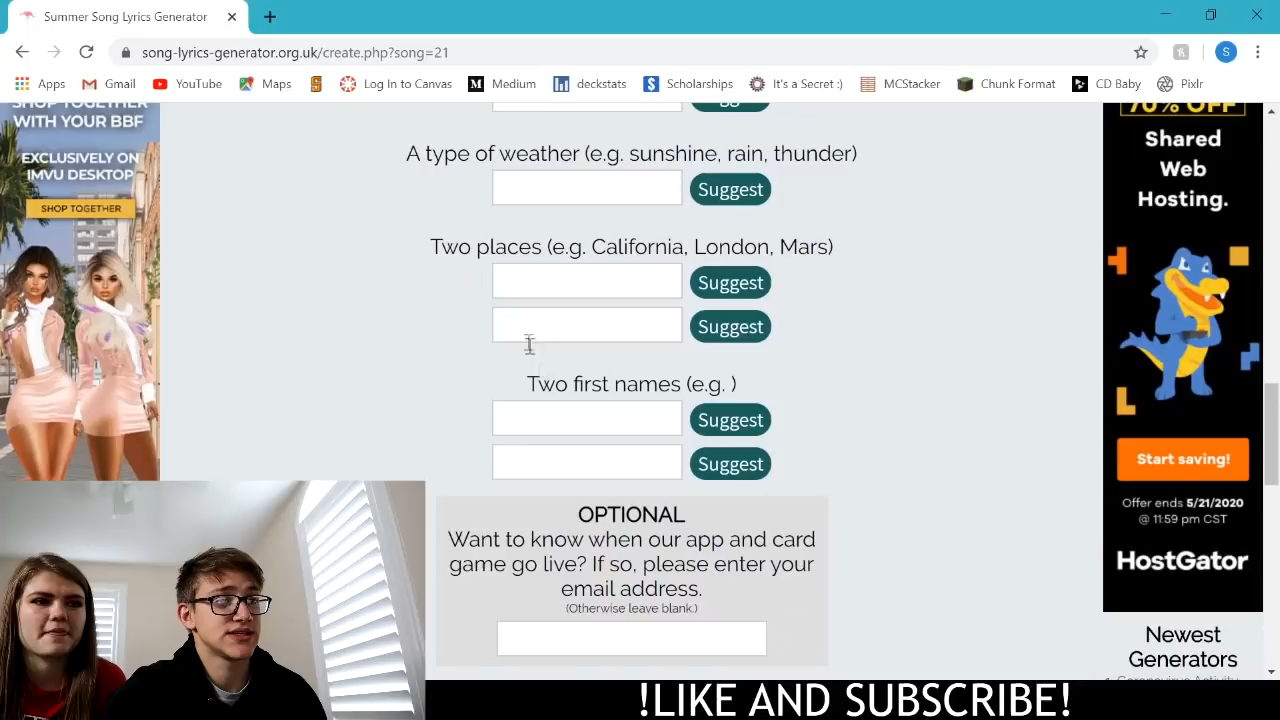 Summer Song Lyrics Generator
song-lyrics-generator.org.uk/create.php?song=21
S
Apps
Gmail
YouTube
Maps
Log In to Canvas
Medium
deckstats
Scholarships
It's a Secret :)
MCStacker
Chunk Format
CD Baby
Pixlr
SHOP TOGETHER
WITH YOUR BBF
EXCLUSIVELY ON
IMVU DESKTOP
SHOP TOGETHER
A type of weather (e.g. sunshine, rain, thunder)
Suggest
Two places (e.g. California, London, Mars)
Suggest
Suggest
Two first names (e.g. )
Suggest
Suggest
OPTIONAL
Want to know when our app and card
game go live? If so, please enter your
email address.
(Otherwise leave blank.)
70% OFF
Shared
Web
Hosting.
Start saving!
Offer ends 5/21/2020
@ 11:59 pm CST
HostGator
Newest
Generators
!LIKE AND SUBSCRIBE!